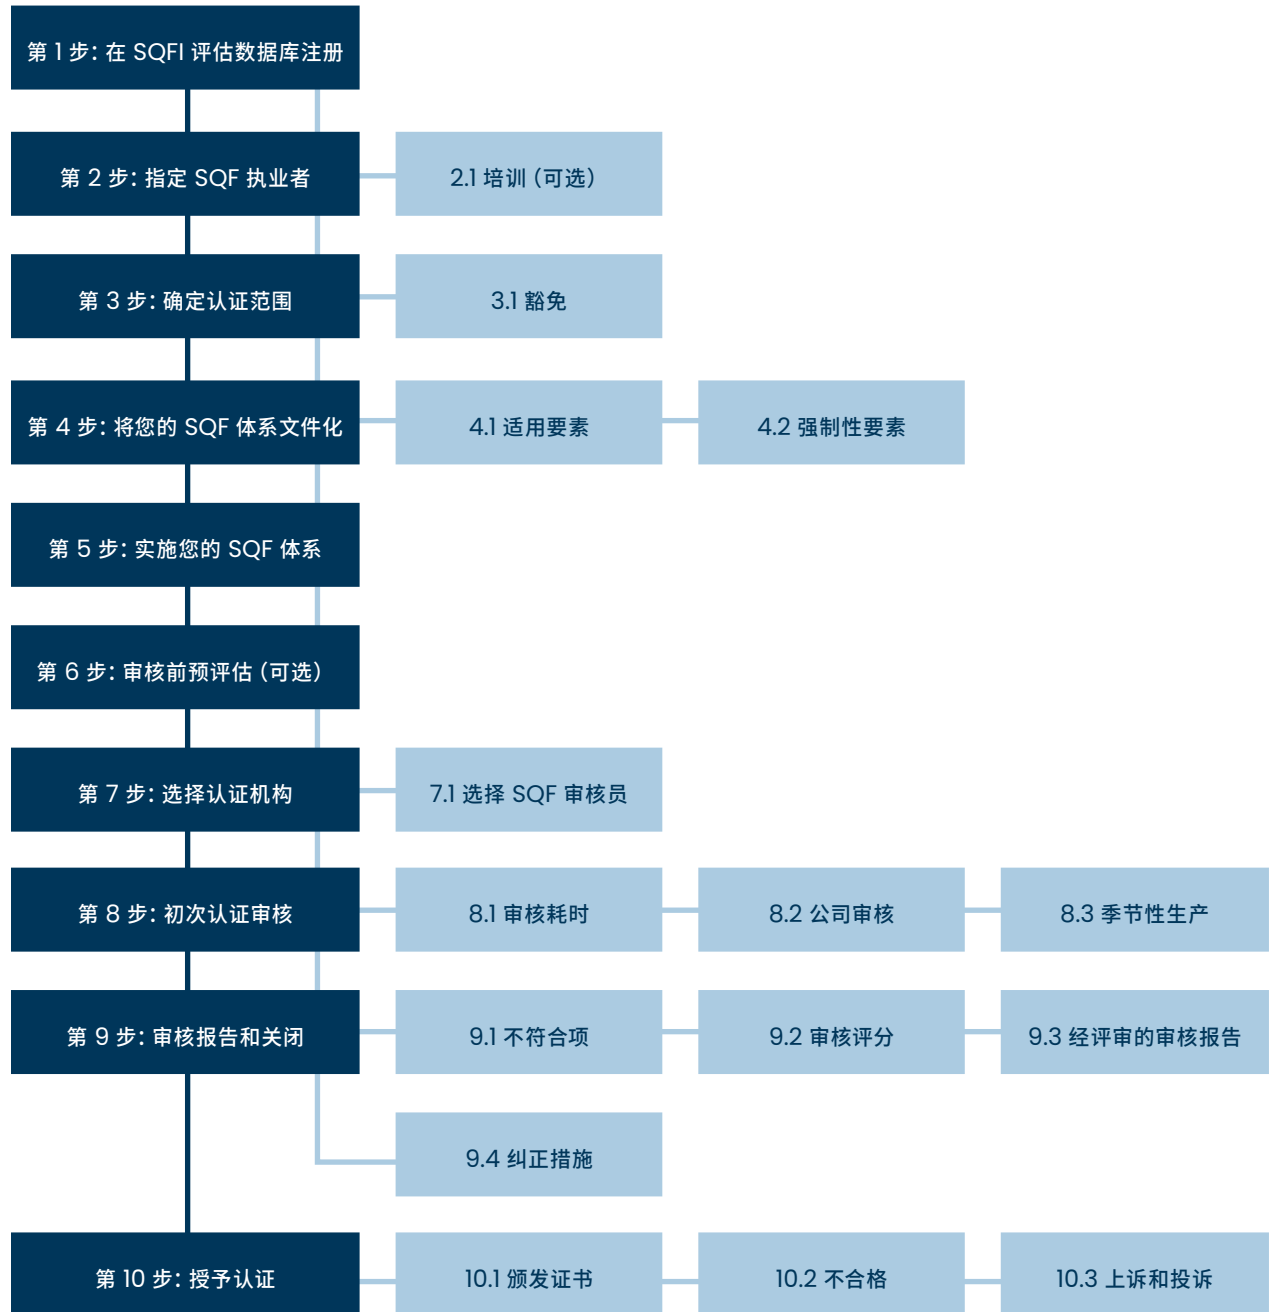 第 1 步: 在 SQFI 评估数据库注册
第 2 步: 指定 SQF 执业者
2.1 培训 (可选)
第 3 步: 确定认证范围
3.1 豁免
第 4 步: 将您的 SQF 体系文件化
4.1 适用要素
4.2 强制性要素
第 5 步: 实施您的 SQF 体系
第 6 步: 审核前预评估 (可选)
第 7 步: 选择认证机构
7.1 选择 SQF 审核员
第 8 步: 初次认证审核
8.1 审核耗时
8.2 公司审核
8.3 季节性生产
第 9 步: 审核报告和关闭
9.1 不符合项
9.2 审核评分
9.3 经评审的审核报告
9.4 纠正措施
第 10 步: 授予认证
10.1 颁发证书
10.2 不合格
10.3 上诉和投诉